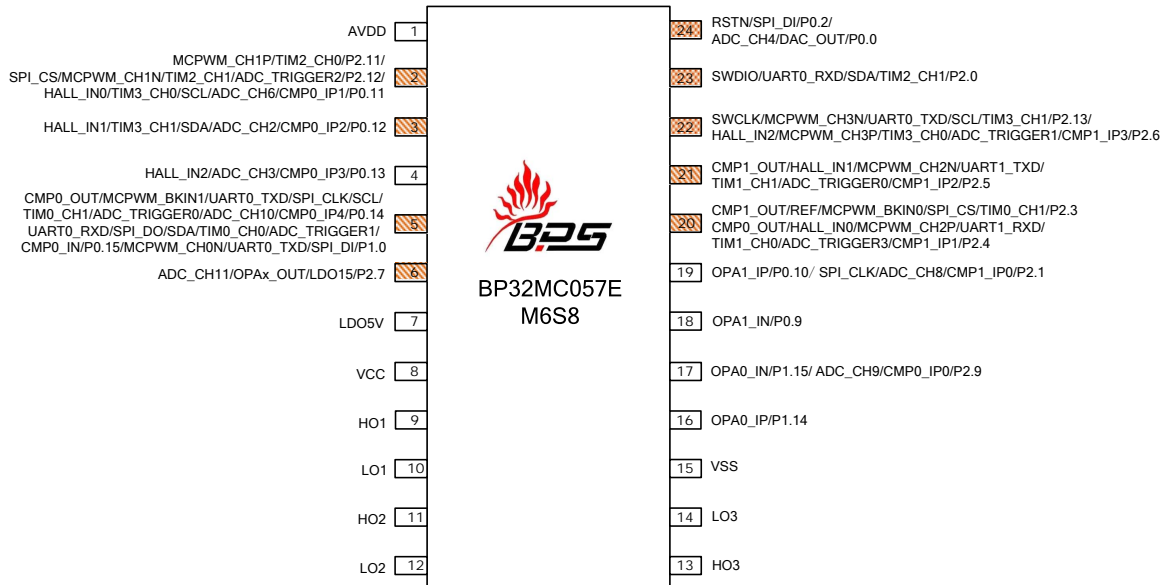 AVDD 1
MCPWM_CH1P/TIM2_CH0/P2.11/
SPI_CS/MCPWM_CH1N/TIM2_CH1/ADC_TRIGGER2/P2.12/ 2
HALL_IN0/TIM3_CH0/SCL/ADC_CH6/CMP0_IP1/P0.11
HALL_IN1/TIM3_CH1/SDA/ADC_CH2/CMP0_IP2/P0.12 3
HALL_IN2/ADC_CH3/CMP0_IP3/P0.13 4
CMP0_OUT/MCPWM_BKIN1/UART0_TXD/SPI_CLK/SCL/
TIM0_CH1/ADC_TRIGGER0/ADC_CH10/CMP0_IP4/P0.14
UART0_RXD/SPI_DO/SDA/TIM0_CH0/ADC_TRIGGER1/ 5
CMP0_IN/P0.15/MCPWM_CH0N/UART0_TXD/SPI_DI/P1.0
ADC_CH11/OPAx_OUT/LDO15/P2.7 6
LDO5V 7
VCC 8
HO1 9
LO1 10
HO2 11
LO2 12
BPS
BP32MC057E
M6S8
24 RSTN/SPI_DI/P0.2/
ADC_CH4/DAC_OUT/P0.0
23 SWDIO/UART0_RXD/SDA/TIM2_CH1/P2.0
22 SWCLK/MCPWM_CH3N/UART0_TXD/SCL/TIM3_CH1/P2.13/
HALL_IN2/MCPWM_CH3P/TIM3_CH0/ADC_TRIGGER1/CMP1_IP3/P2.6
21 CMP1_OUT/HALL_IN1/MCPWM_CH2N/UART1_TXD/
TIM1_CH1/ADC_TRIGGER0/CMP1_IP2/P2.5
20 CMP1_OUT/REF/MCPWM_BKIN0/SPI_CS/TIM0_CH1/P2.3
CMP0_OUT/HALL_IN0/MCPWM_CH2P/UART1_RXD/
TIM1_CH0/ADC_TRIGGER3/CMP1_IP1/P2.4
19 OPA1_IP/P0.10/ SPI_CLK/ADC_CH8/CMP1_IP0/P2.1
18 OPA1_IN/P0.9
17 OPA0_IN/P1.15/ ADC_CH9/CMP0_IP0/P2.9
16 OPA0_IP/P1.14
15 VSS
14 LO3
13 HO3